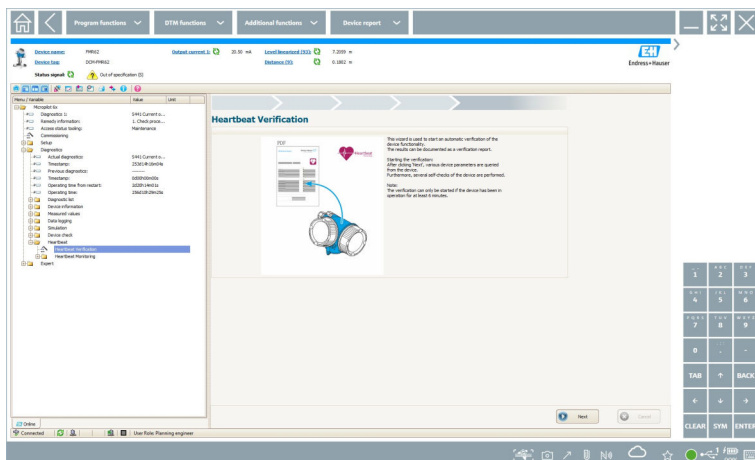 Program functions
DTM functions
Additional functions
Device report
Device name: FMR62
Output current 1: 20.50 mA
Level linearized (93): 7.2099 m
Device tag: DCM-FMR62
Distance (9): 0.1802 m
Endress+Hauser
Status signal: Out of specification (S)
Menu / Variable Value Unit
Micropilot 6x
Diagnostics 1: S441 Current o...
Remedy information: 1. Check proce...
Access status tooling: Maintenance
Commissioning
Setup
Diagnostics
Actual diagnostics: S441 Current o...
Timestamp:
Previous diagnostics: --------
Timestamp: 0d00h00m00s
Operating time from restart:
Operating time:
Diagnostic list
Device information
Measured values
Data logging
Simulation
Device check
Heartbeat
Heartbeat Verification
Heartbeat Monitoring
Expert
Heartbeat Verification
PDF
Heartbeat
This wizard is used to start an automatic verification of the
device functionality.
The results can be documented as a verification report.
Starting the verification:
After clicking 'Next', various device parameters are queried
from the device.
Furthermore, several self-checks of the device are performed.
Note:
The verification can only be started if the device has been in
operation for at least 6 minutes.
Next
Cancel
Online
Connected
User Role: Planning engineer
1 2 3
4 5 6
7 8 9
0 . -
TAB BACK
CLEAR SYM ENTER